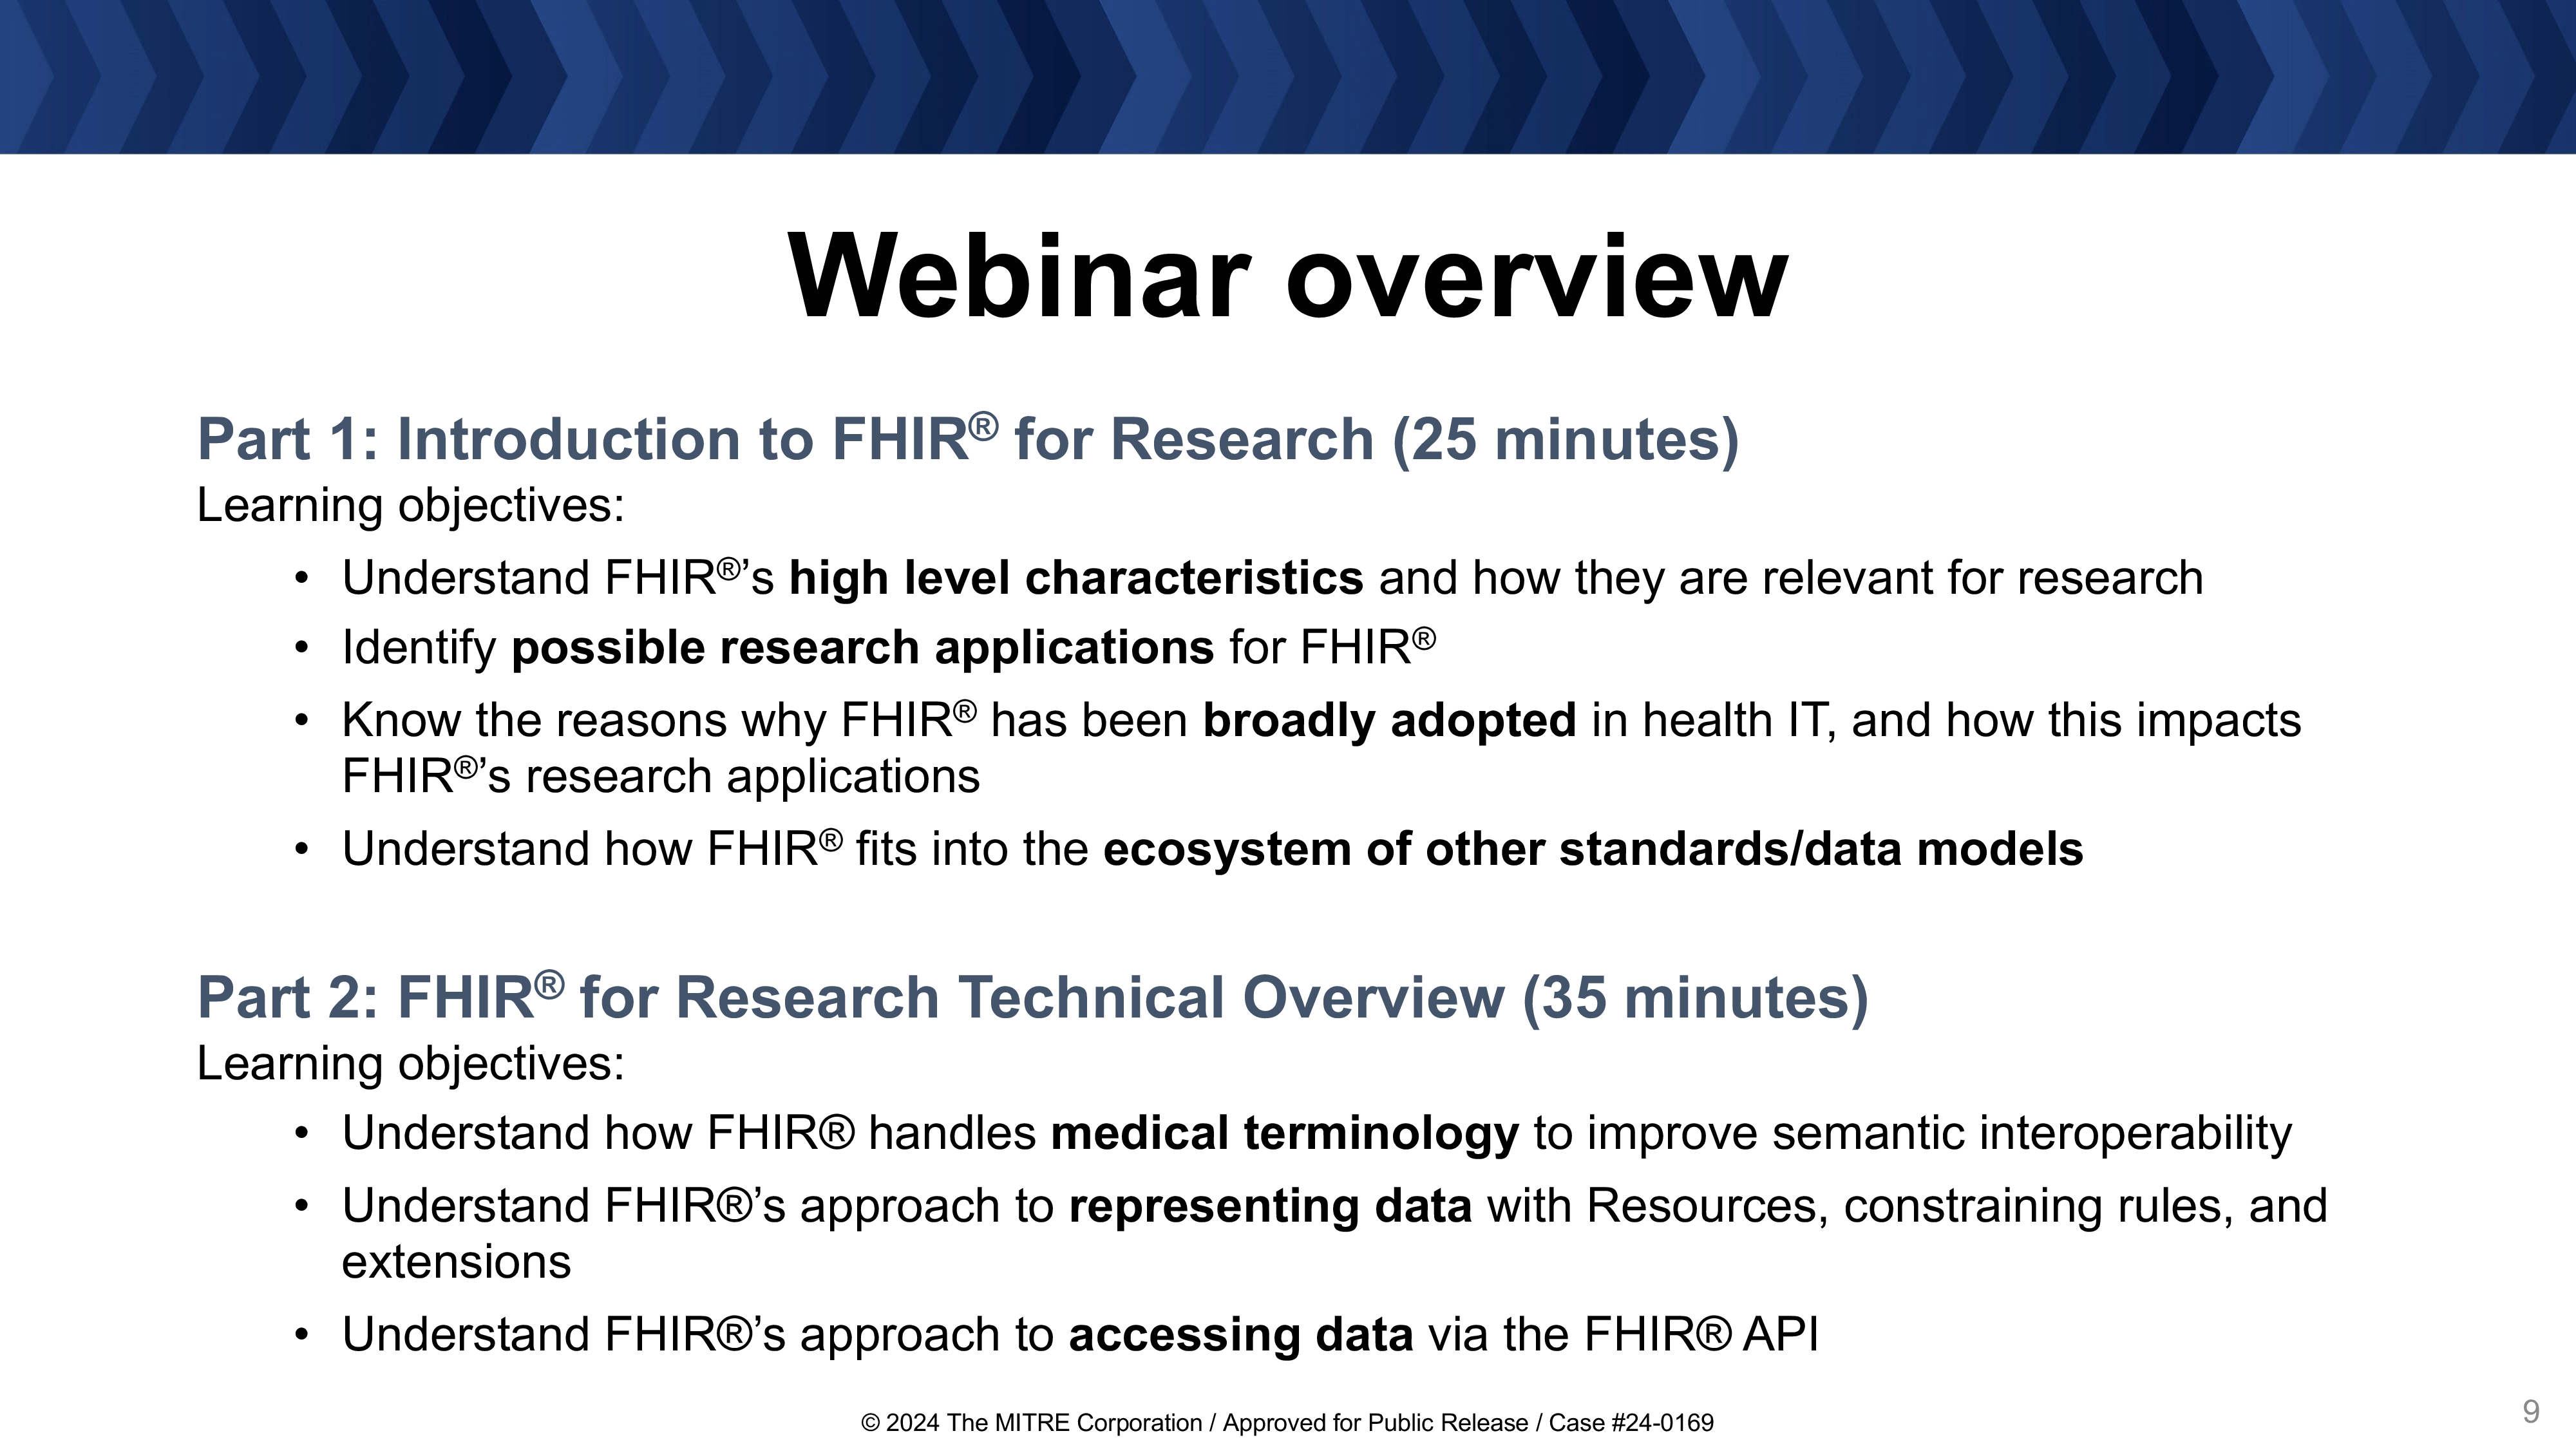 Webinar overview
Part 1: Introduction to FHIR® for Research (25 minutes)
Learning objectives:
• Understand FHIR®’s high level characteristics and how they are relevant for research
• Identify possible research applications for FHIR®
• Know the reasons why FHIR® has been broadly adopted in health IT, and how this impacts
FHIR®’s research applications
• Understand how FHIR® fits into the ecosystem of other standards/data models
Part 2: FHIR® for Research Technical Overview (35 minutes)
Learning objectives:
• Understand how FHIR® handles medical terminology to improve semantic interoperability
• Understand FHIR®’s approach to representing data with Resources, constraining rules, and
extensions
• Understand FHIR®’s approach to accessing data via the FHIR® API
© 2024 The MITRE Corporation / Approved for Public Release / Case #24-0169
9